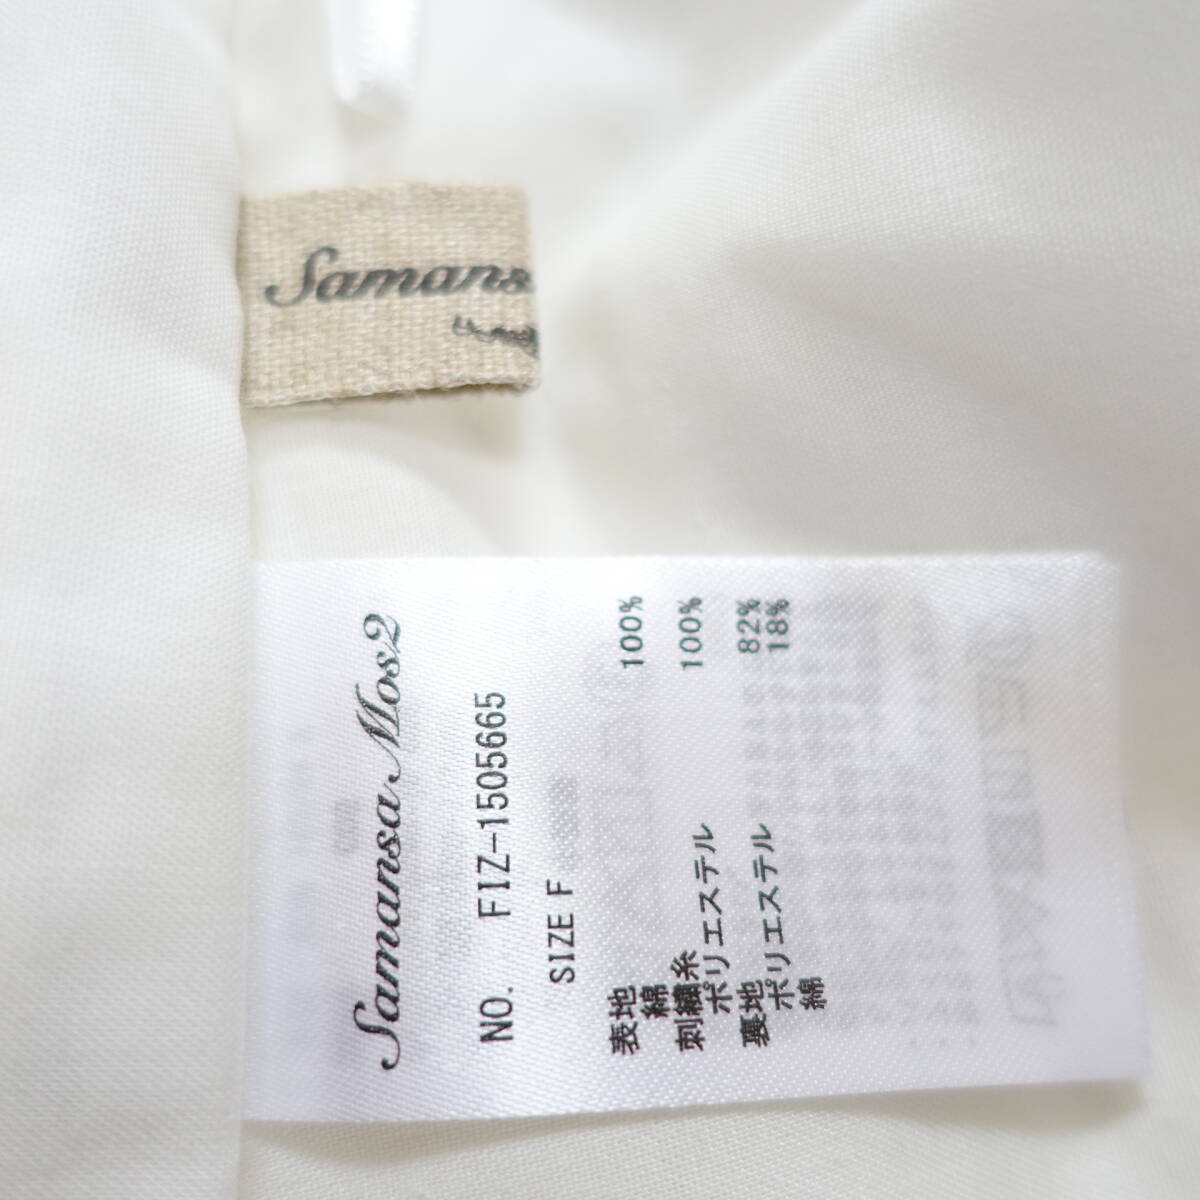 Samans
Samansa Mos2
NO. FIZ-1505665
SIZE F
表地
綿 100%
刺繍糸
ポリエステル 100%
裏地
ポリエステル 82%
綿 18%